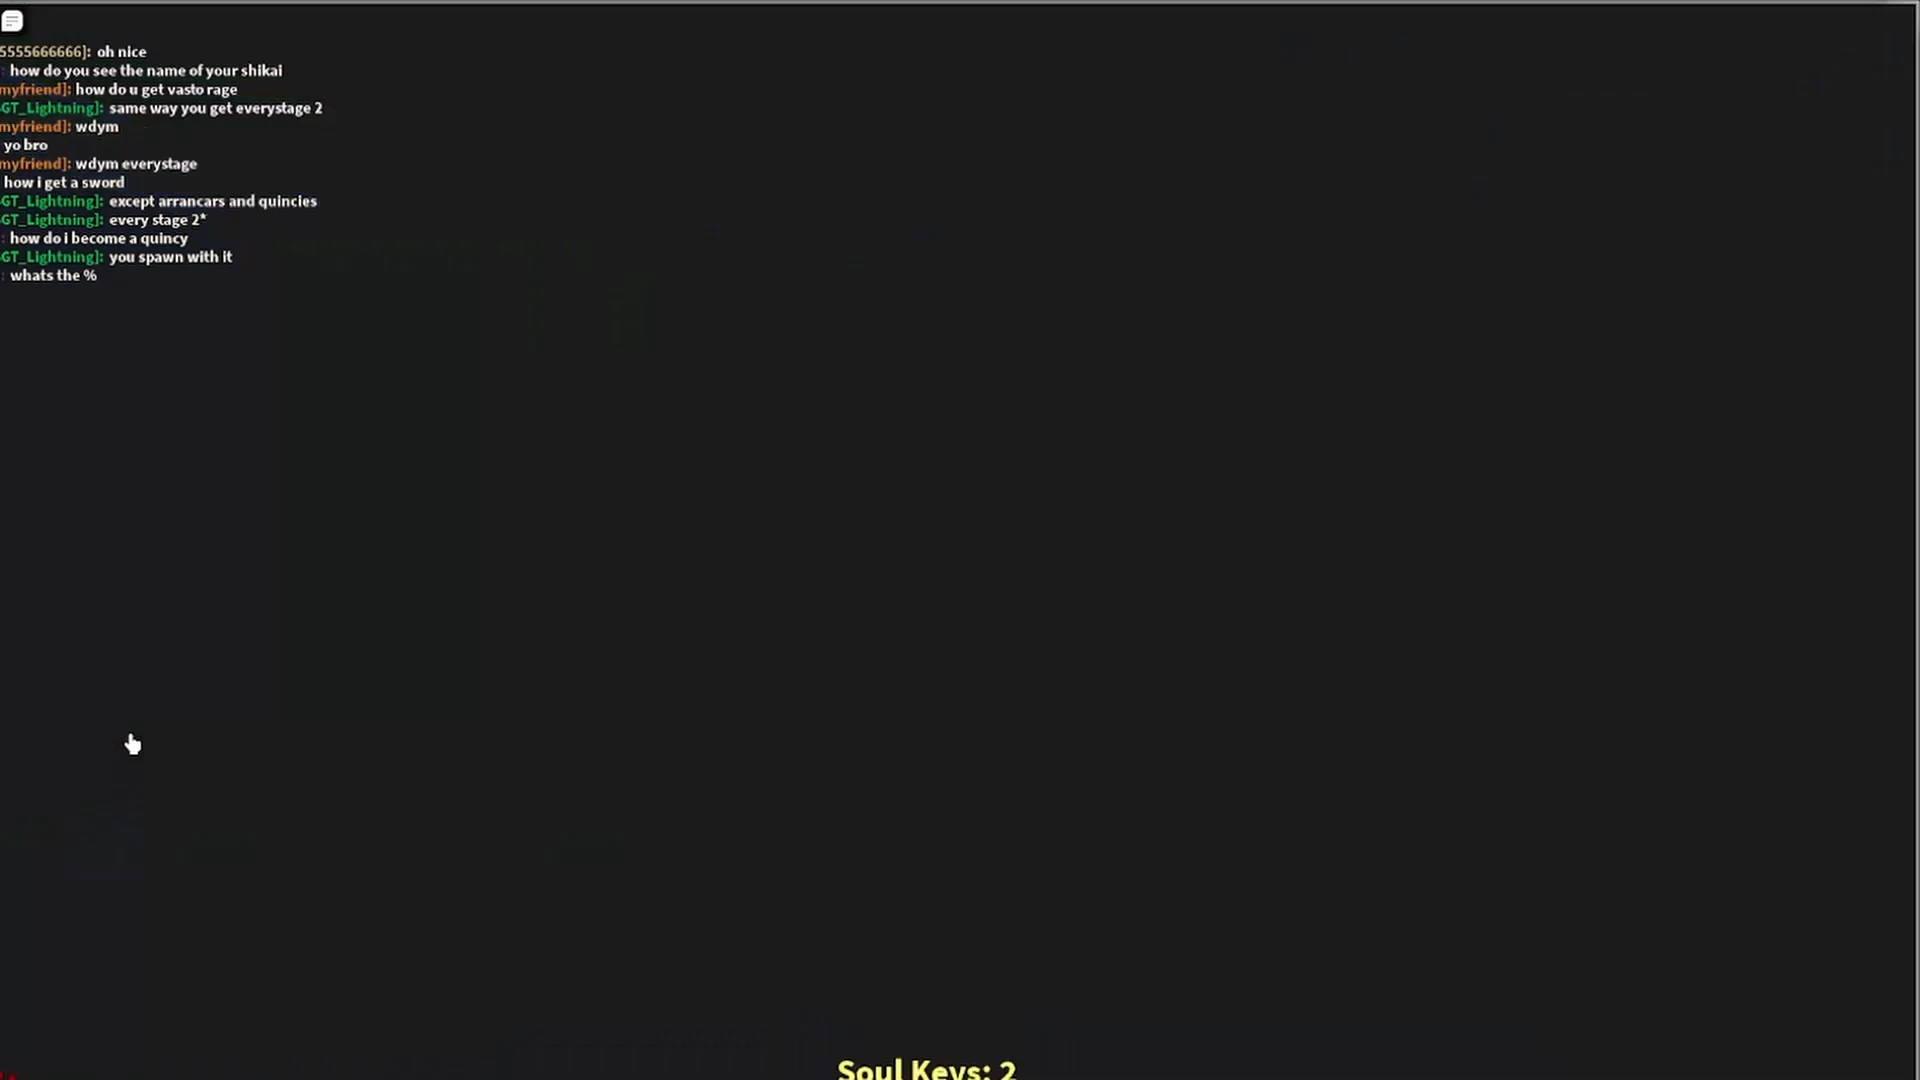 5555666666]: oh nice
: how do you see the name of your shikai
myfriend]: how do u get vasto rage
GT_Lightning]: same way you get everystage 2
myfriend]: wdym
yo bro
myfriend]: wdym everystage
how i get a sword
GT_Lightning]: except arrancars and quincies
GT_Lightning]: every stage 2*
: how do i become a quincy
GT_Lightning]: you spawn with it
: whats the %
Soul Keys: 2